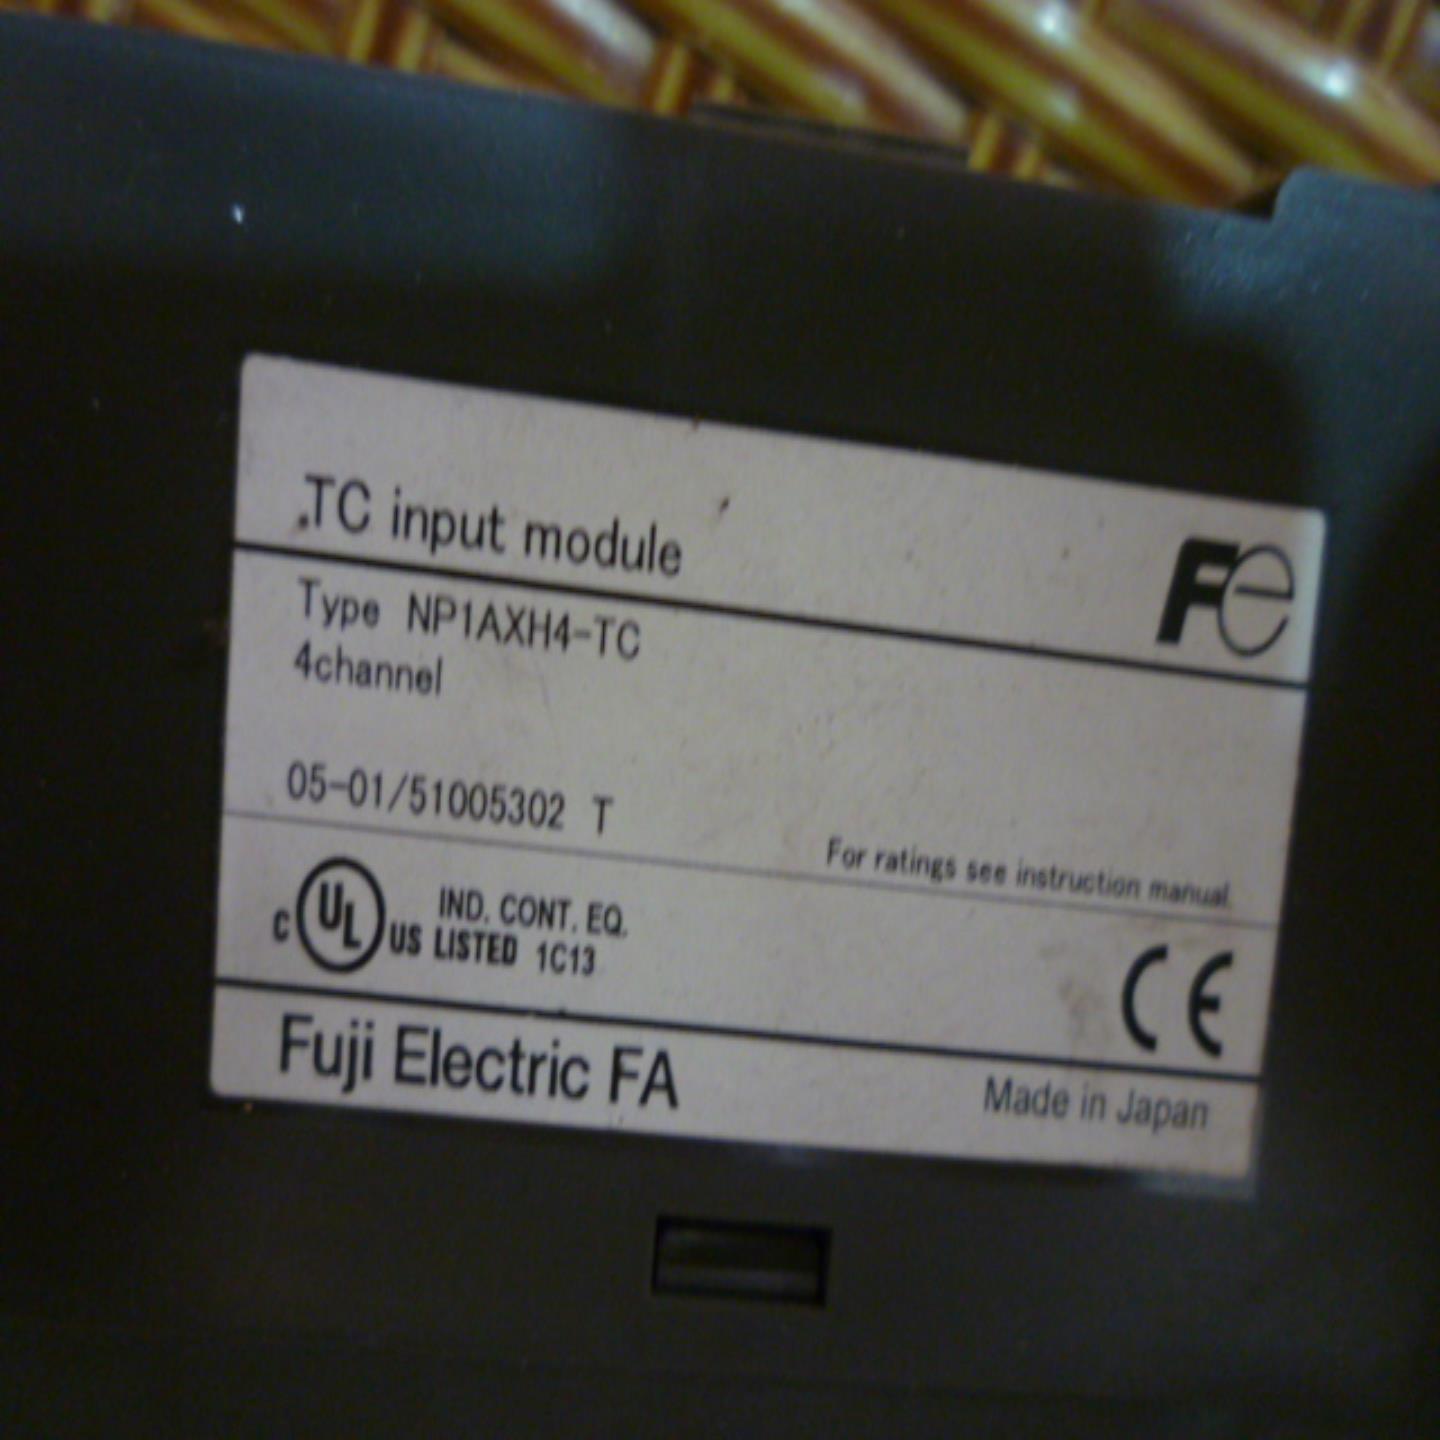 TC input module
Fe
Type NP1AXH4-TC
4channel
05-01/51005302 T
For ratings see instruction manual.
C UL US
IND. CONT. EQ.
LISTED 1C13
CE
Fuji Electric FA
Made in Japan